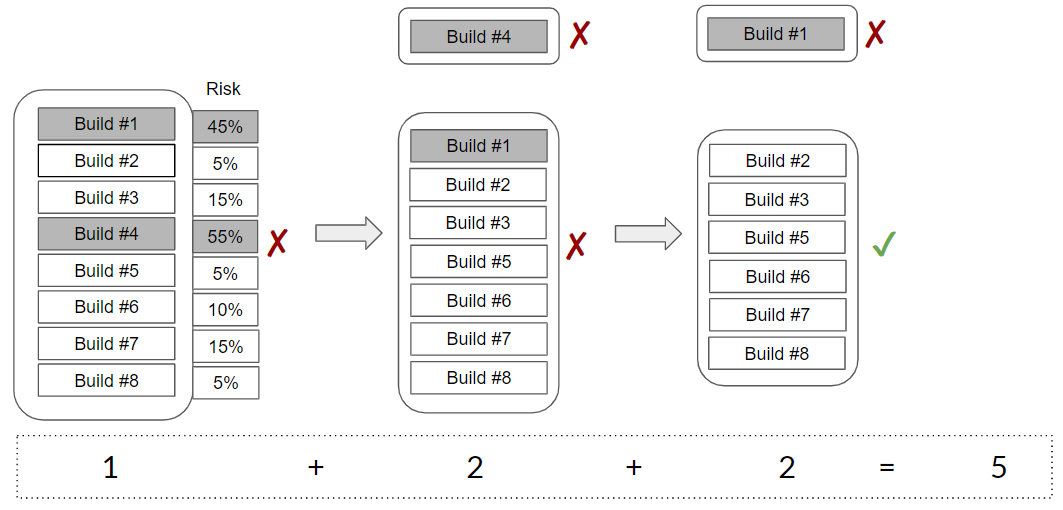 Build #4 ✗
Build #1 ✗
Risk
Build #1 45%
Build #2 5%
Build #3 15%
Build #4 55% ✗
Build #5 5%
Build #6 10%
Build #7 15%
Build #8 5%
Build #1
Build #2
Build #3
Build #5 ✗
Build #6
Build #7
Build #8
Build #2
Build #3
Build #5 ✓
Build #6
Build #7
Build #8
1 + 2 + 2 = 5